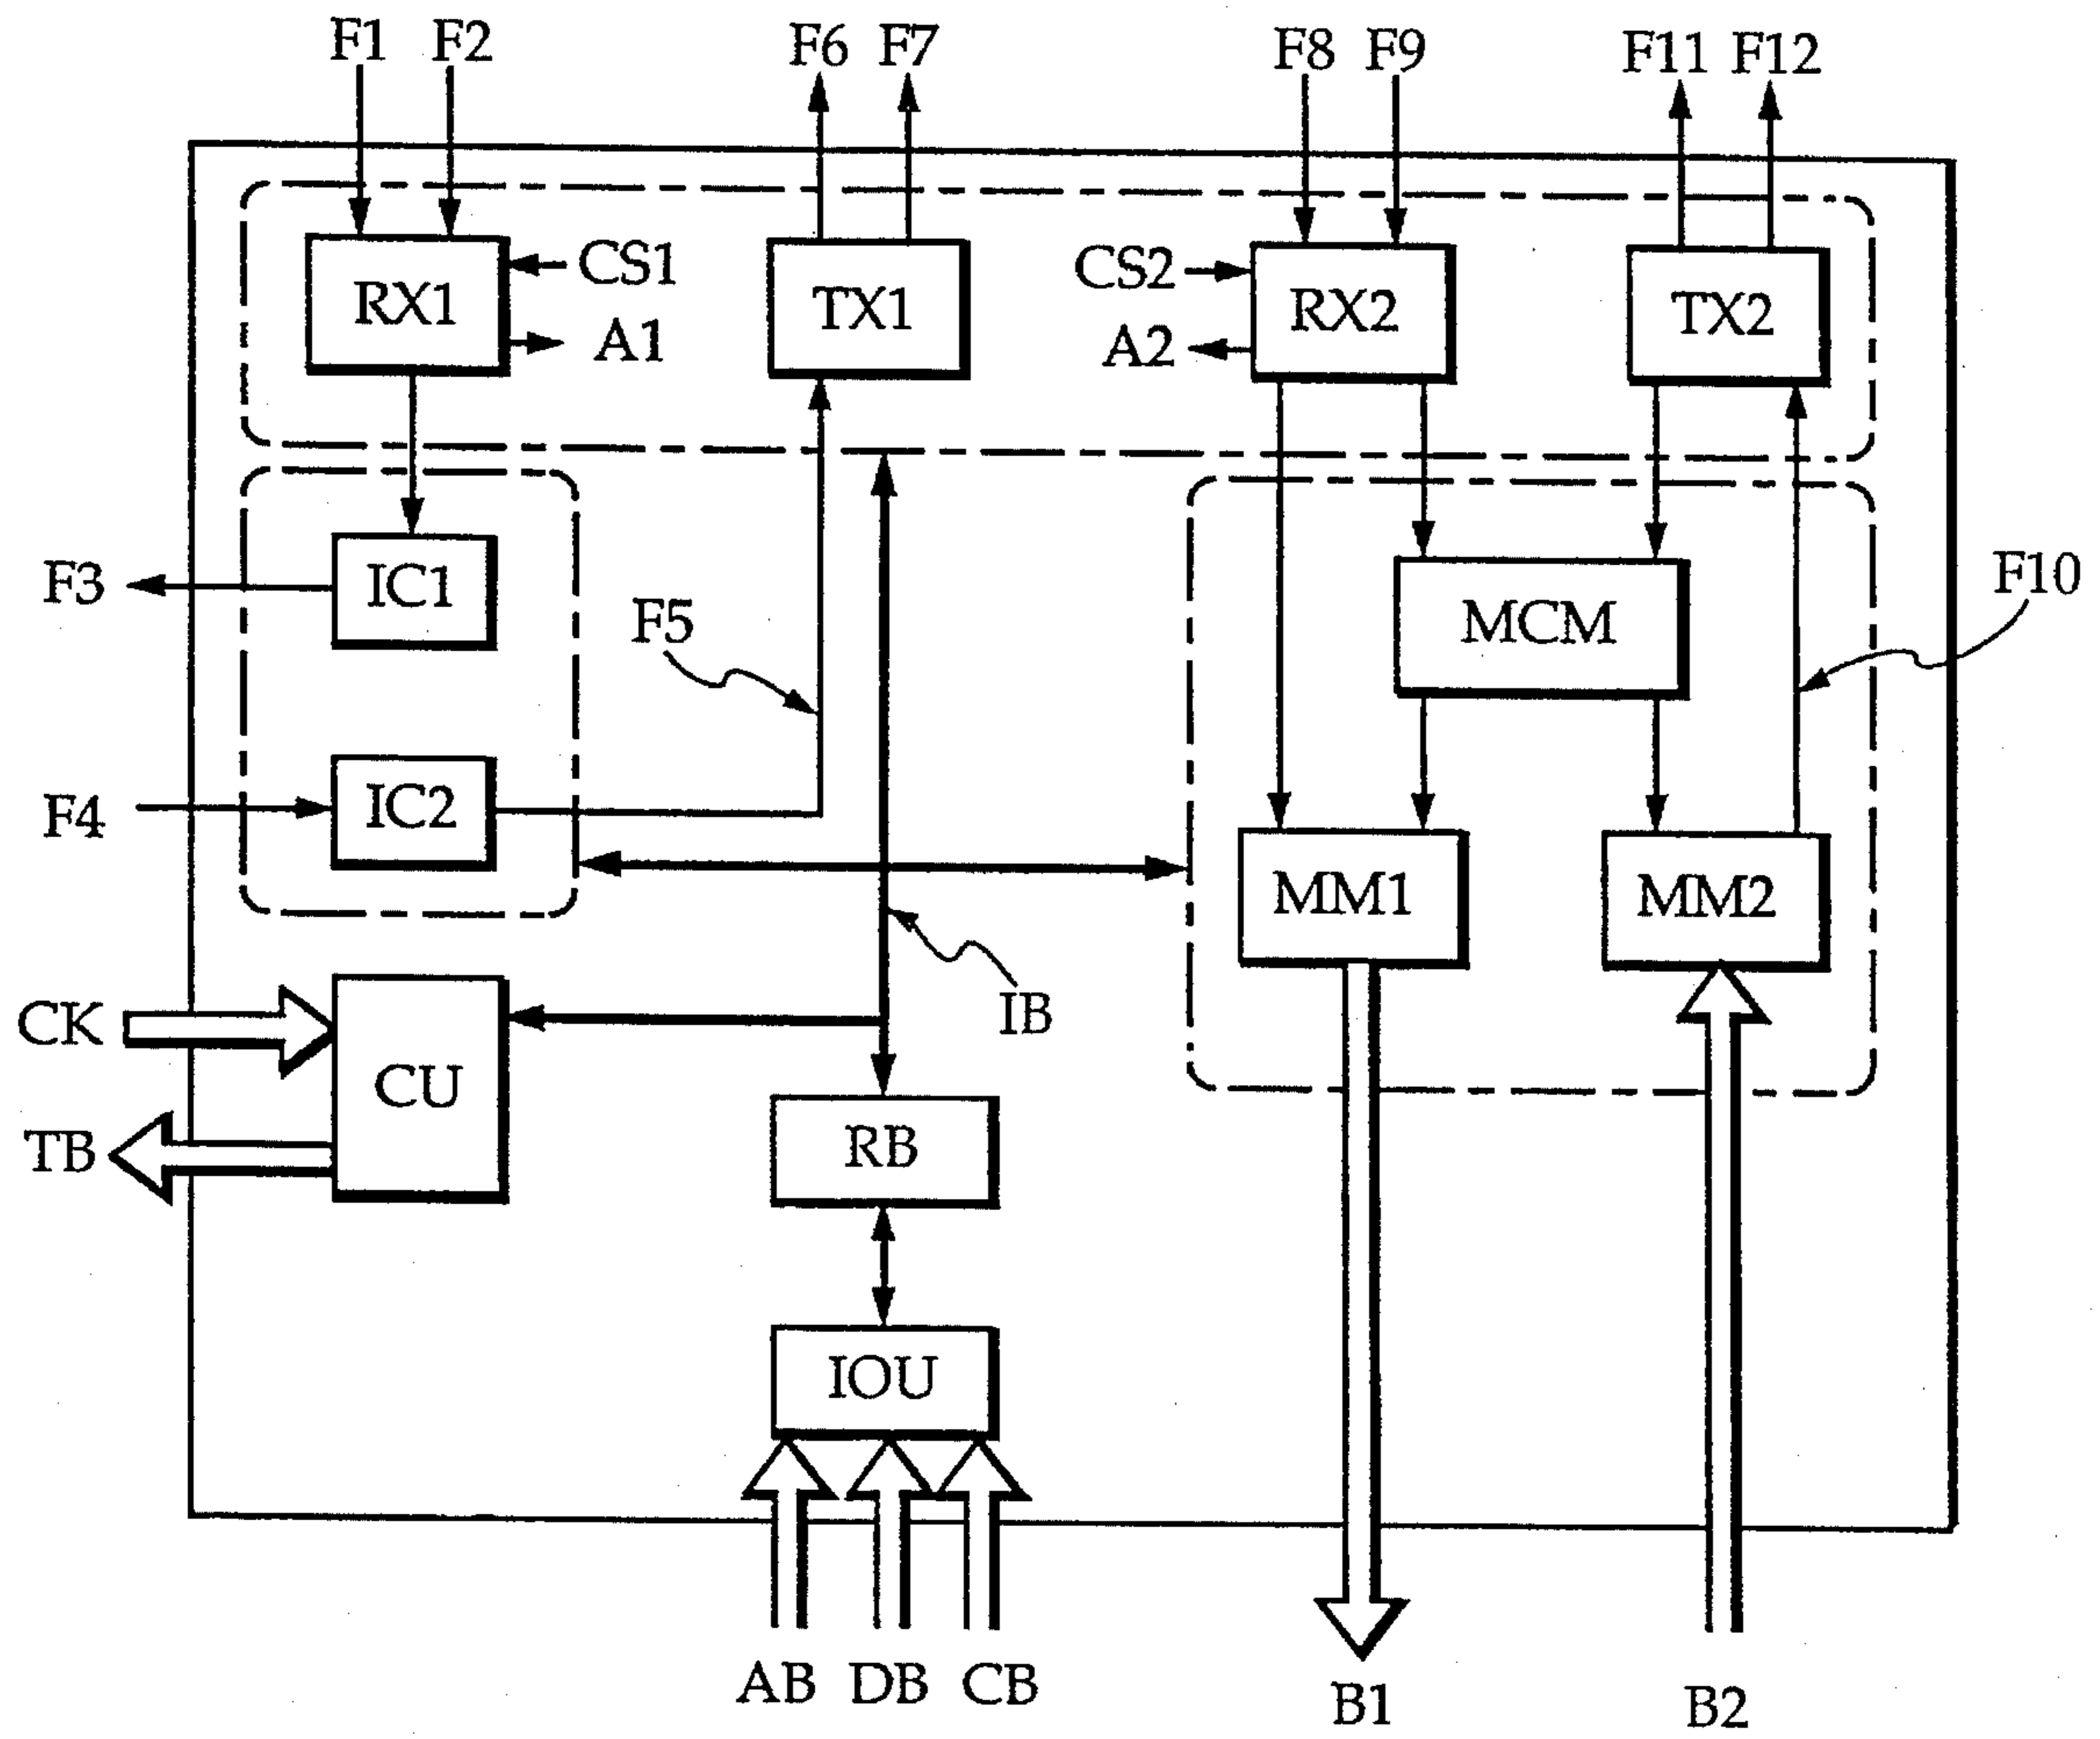 F1 F2 F6 F7 F8 F9 F11 F12
CS1 CS2
RX1 TX1 RX2 TX2
A1 A2
F3 IC1 F5 MCM F10
F4 IC2
MM1 MM2
CK IB
CU
TB RB
IOU
AB DB CB B1 B2